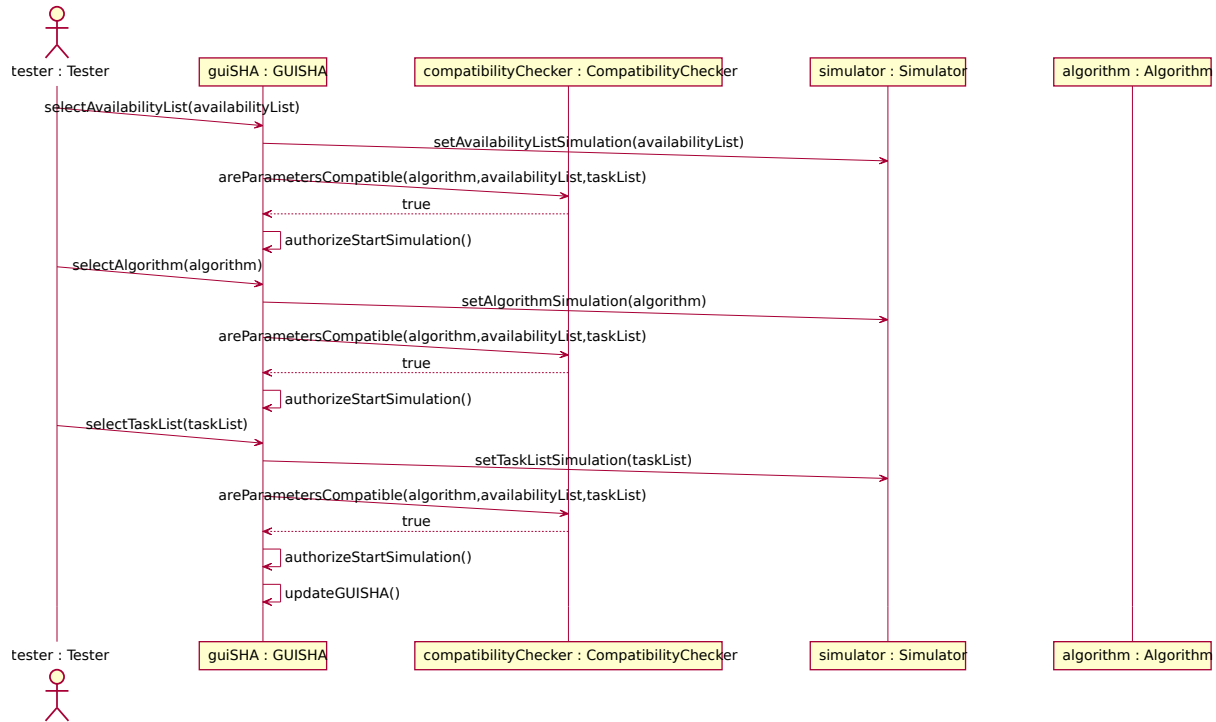 tester : Tester
guiSHA : GUISHA
compatibilityChecker : CompatibilityChecker
simulator : Simulator
algorithm : Algorithm
selectAvailabilityList(availabilityList)
setAvailabilityListSimulation(availabilityList)
areParametersCompatible(algorithm,availabilityList,taskList)
true
authorizeStartSimulation()
selectAlgorithm(algorithm)
setAlgorithmSimulation(algorithm)
areParametersCompatible(algorithm,availabilityList,taskList)
true
authorizeStartSimulation()
selectTaskList(taskList)
setTaskListSimulation(taskList)
areParametersCompatible(algorithm,availabilityList,taskList)
true
authorizeStartSimulation()
updateGUISHA()
tester : Tester
guiSHA : GUISHA
compatibilityChecker : CompatibilityChecker
simulator : Simulator
algorithm : Algorithm